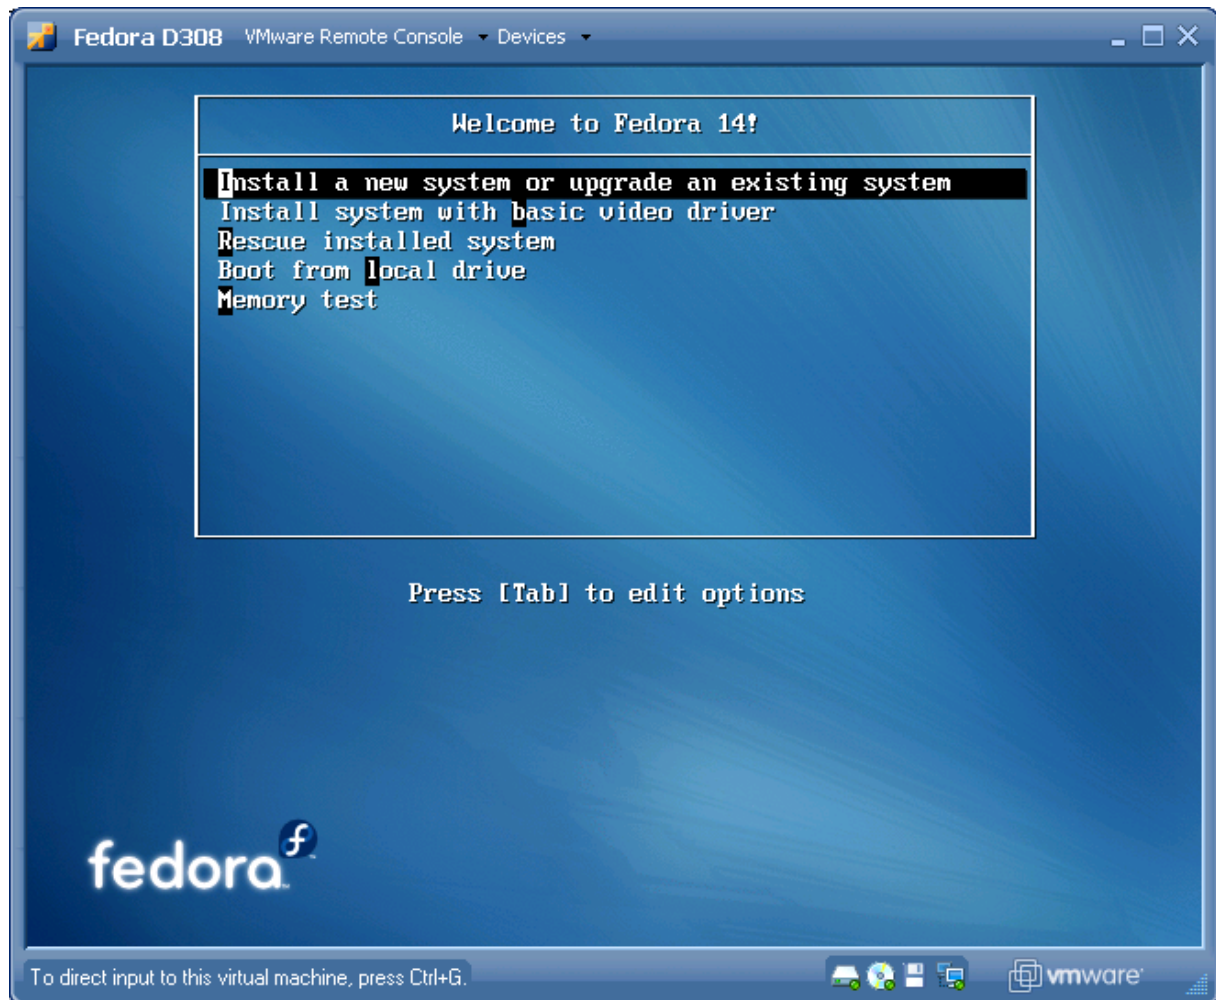 Fedora D308 VMware Remote Console Devices
Welcome to Fedora 14!
Install a new system or upgrade an existing system
Install system with basic video driver
Rescue installed system
Boot from local drive
Memory test
Press [Tab] to edit options
fedora
To direct input to this virtual machine, press Ctrl+G.
vmware